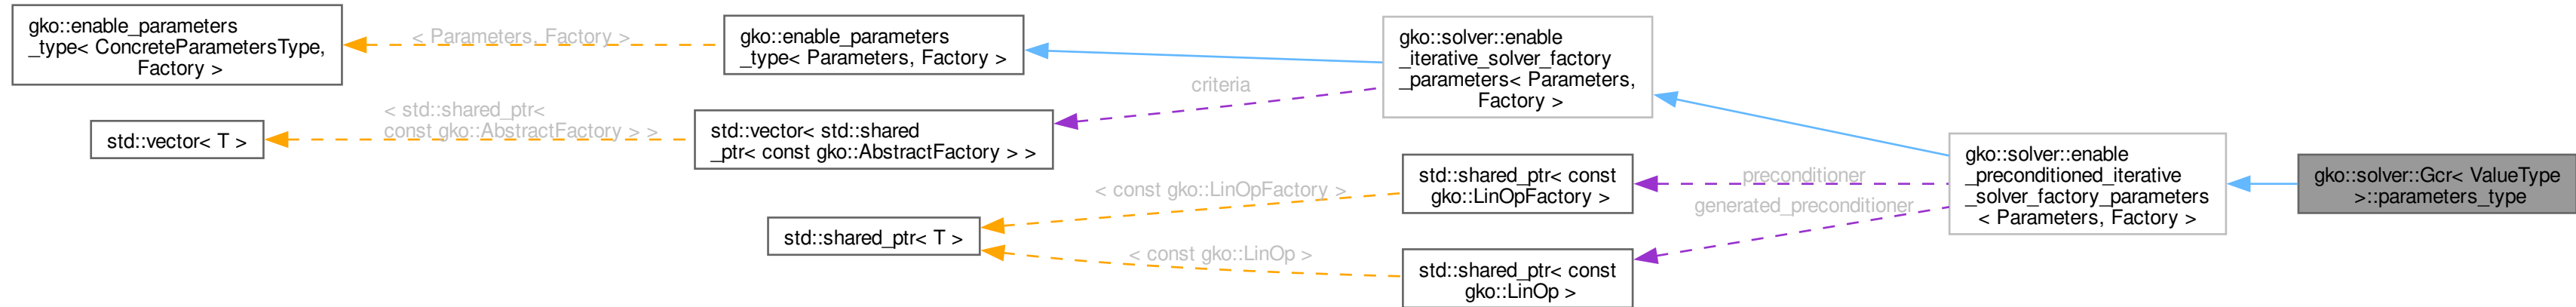 gko::enable_parameters
_type< ConcreteParametersType,
Factory >
< Parameters, Factory >
gko::enable_parameters
_type< Parameters, Factory >
gko::solver::enable
_iterative_solver_factory
_parameters< Parameters,
Factory >
criteria
std::vector< T >
< std::shared_ptr<
const gko::AbstractFactory > >
std::vector< std::shared
_ptr< const gko::AbstractFactory > >
std::shared_ptr< T >
< const gko::LinOpFactory >
< const gko::LinOp >
std::shared_ptr< const
gko::LinOpFactory >
std::shared_ptr< const
gko::LinOp >
preconditioner
generated_preconditioner
gko::solver::enable
_preconditioned_iterative
_solver_factory_parameters
< Parameters, Factory >
gko::solver::Gcr< ValueType
>::parameters_type